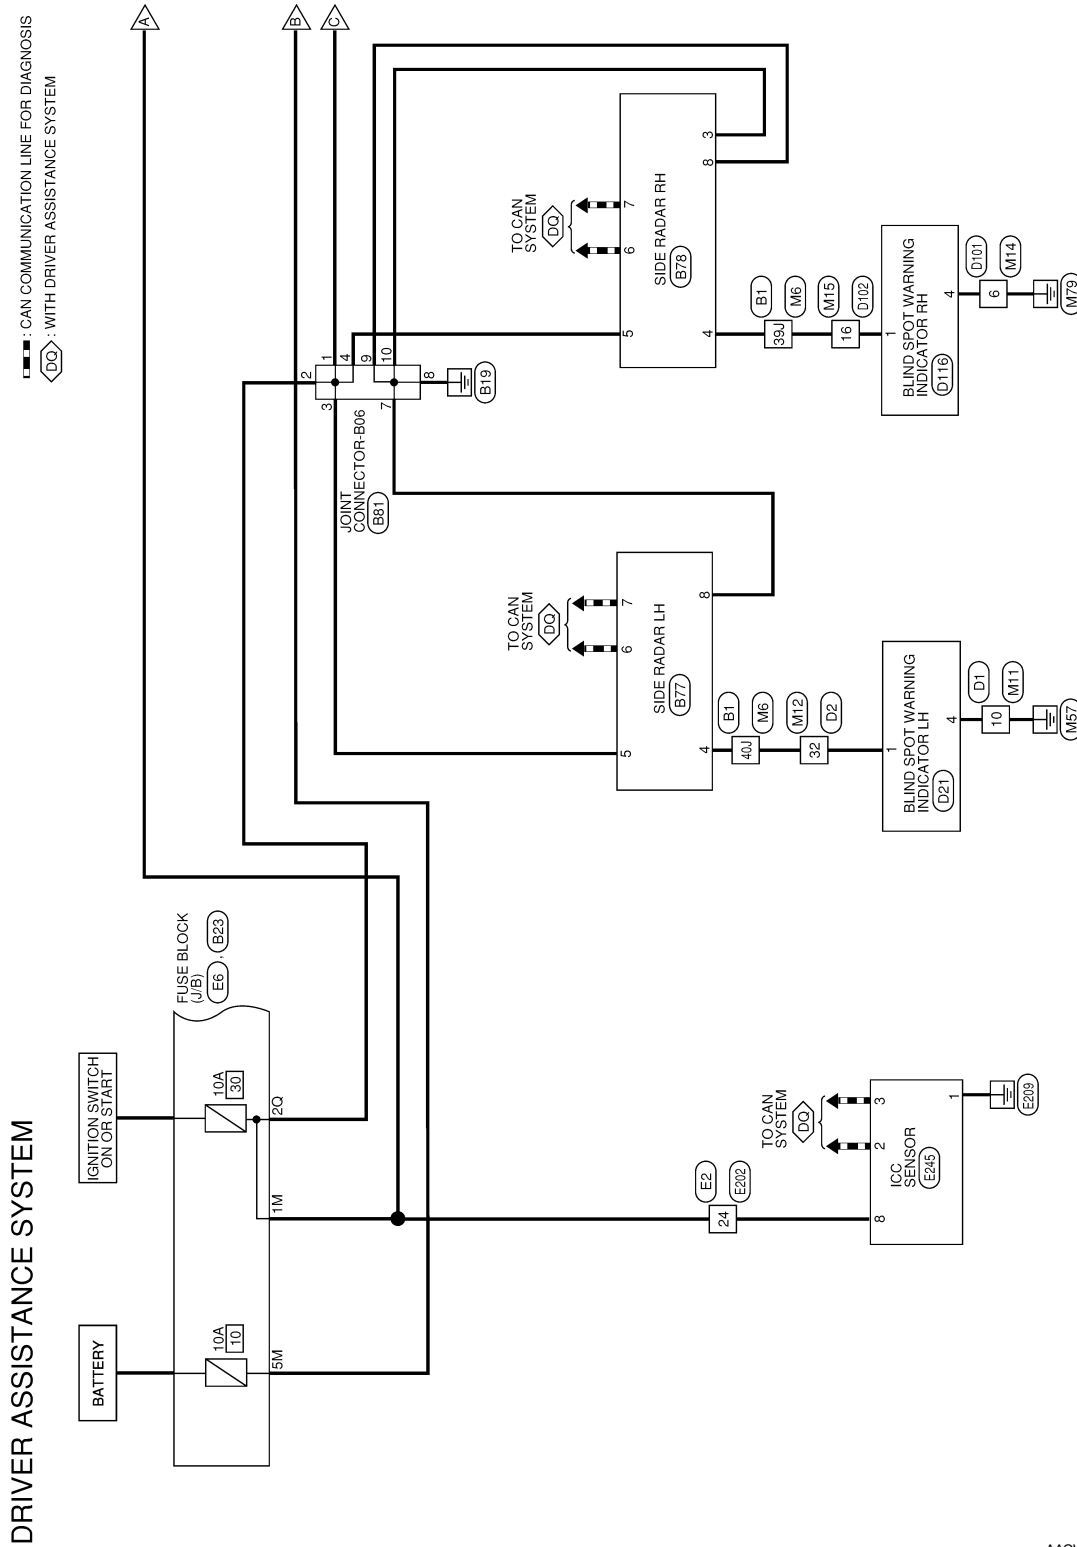 DRIVER ASSISTANCE SYSTEM
: CAN COMMUNICATION LINE FOR DIAGNOSIS
DQ : WITH DRIVER ASSISTANCE SYSTEM
A
B
C
BATTERY
IGNITION SWITCH
ON OR START
FUSE BLOCK
(J/B)
E6 , B23
10A
10
10A
30
5M
1M
2Q
JOINT
CONNECTOR-B06
B81
3
2
1
4
9
10
7
8
B19
TO CAN
SYSTEM
DQ
5
6
7
SIDE RADAR LH
B77
4
8
TO CAN
SYSTEM
DQ
5
6
7
SIDE RADAR RH
B78
4
8
3
E2
24
E202
TO CAN
SYSTEM
DQ
8
2
3
ICC
SENSOR
E245
1
E209
B1
40J
M6
M12
32
D2
1
BLIND SPOT WARNING
INDICATOR LH
D21
4
D1
10
M11
M57
B1
39J
M6
M15
16
D102
1
BLIND SPOT WARNING
INDICATOR RH
D116
4
D101
6
M14
M79